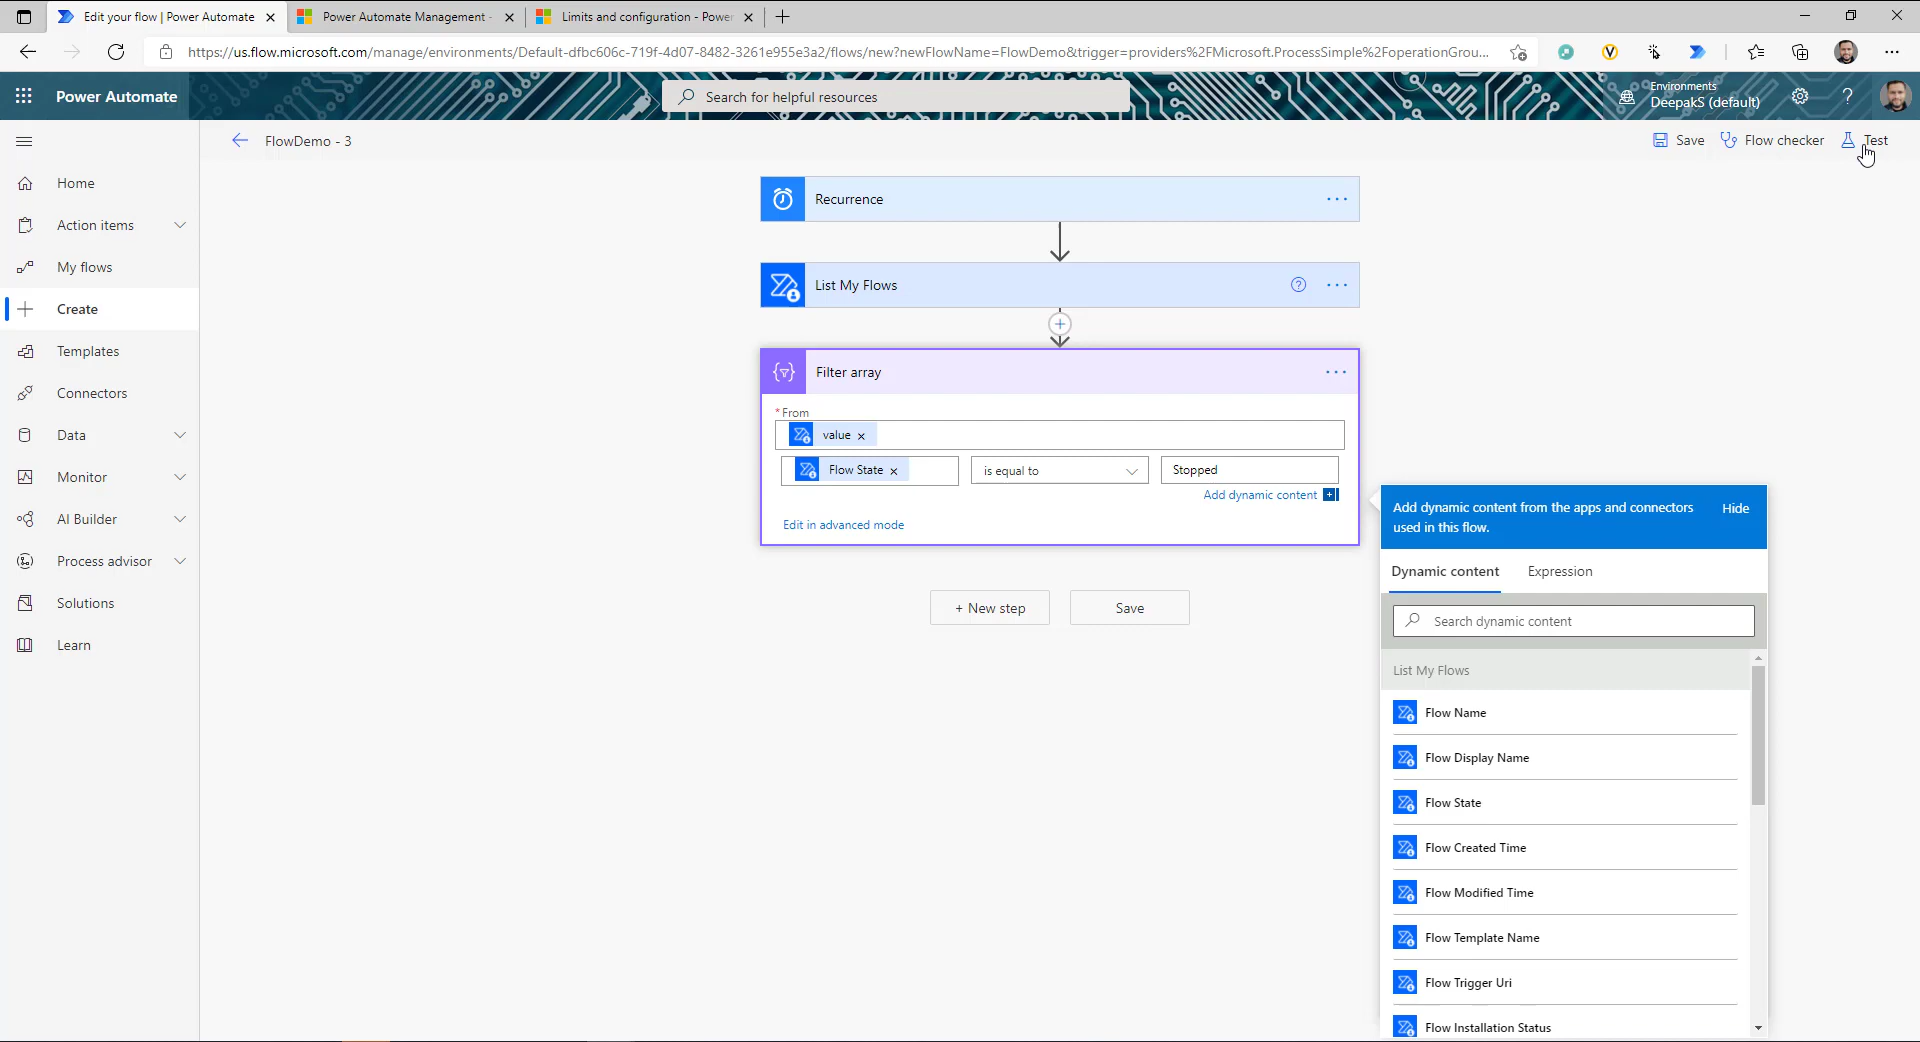 Edit your flow | Power Automate
Power Automate Management -
Limits and configuration - Power
https://us.flow.microsoft.com/manage/environments/Default-dfbc606c-719f-4d07-8482-3261e955e3a2/flows/new?newFlowName=FlowDemo&trigger=providers%2FMicrosoft.ProcessSimple%2FoperationGrou...
Power Automate
Search for helpful resources
Environments
DeepakS (default)
FlowDemo - 3
Save
Flow checker
Test
Home
Action items
My flows
Create
Templates
Connectors
Data
Monitor
AI Builder
Process advisor
Solutions
Learn
Recurrence
List My Flows
Filter array
* From
value
Flow State
is equal to
Stopped
Add dynamic content
Edit in advanced mode
+ New step
Save
Add dynamic content from the apps and connectors
used in this flow.
Hide
Dynamic content
Expression
Search dynamic content
List My Flows
Flow Name
Flow Display Name
Flow State
Flow Created Time
Flow Modified Time
Flow Template Name
Flow Trigger Uri
Flow Installation Status